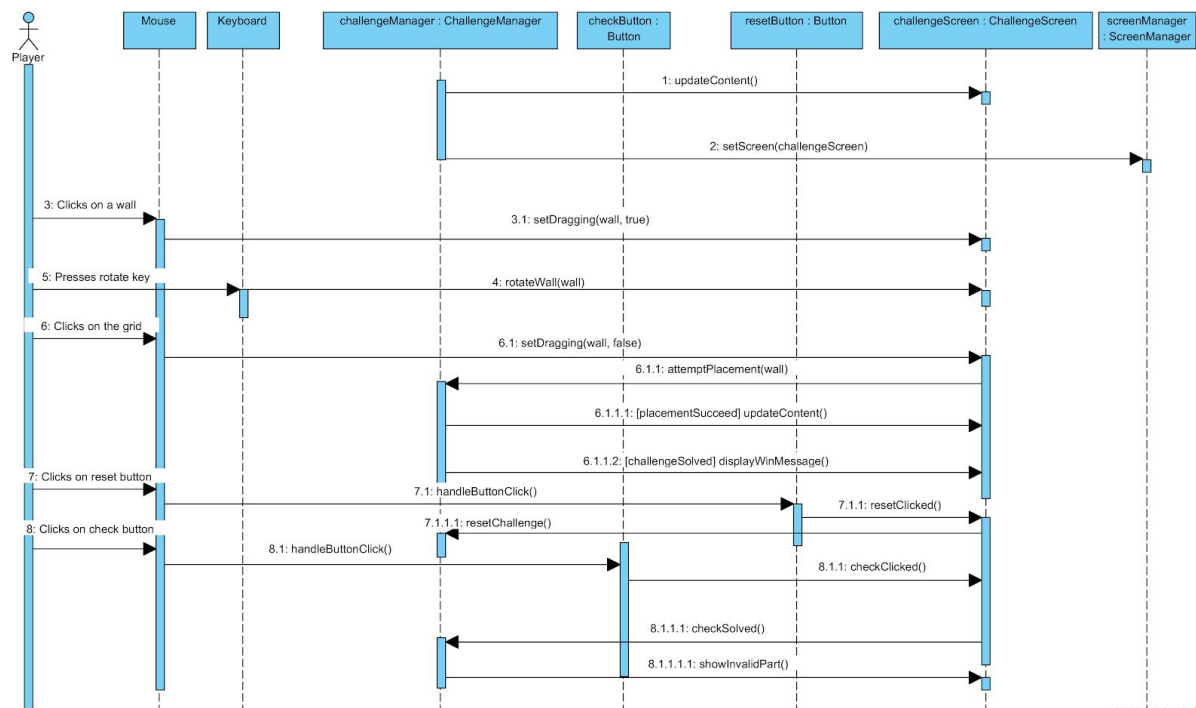 Mouse
Keyboard
challengeManager : ChallengeManager
checkButton :
Button
resetButton : Button
challengeScreen : ChallengeScreen
screenManager
: ScreenManager
Player
1: updateContent()
2: setScreen(challengeScreen)
3: Clicks on a wall
3.1: setDragging(wall, true)
5: Presses rotate key
4: rotateWall(wall)
6: Clicks on the grid
6.1: setDragging(wall, false)
6.1.1: attemptPlacement(wall)
6.1.1.1: [placementSucceed] updateContent()
6.1.1.2: [challengeSolved] displayWinMessage()
7: Clicks on reset button
7.1: handleButtonClick()
7.1.1: resetClicked()
7.1.1.1: resetChallenge()
8: Clicks on check button
8.1: handleButtonClick()
8.1.1: checkClicked()
8.1.1.1: checkSolved()
8.1.1.1.1: showInvalidPart()